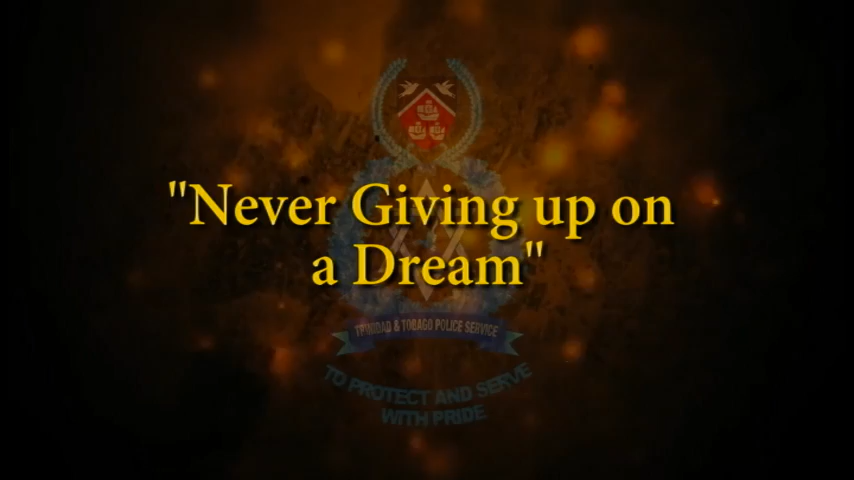 "Never Giving up on
a Dream"
TRINIDAD & TOBAGO POLICE SERVICE
TO PROTECT AND SERVE
WITH PRIDE